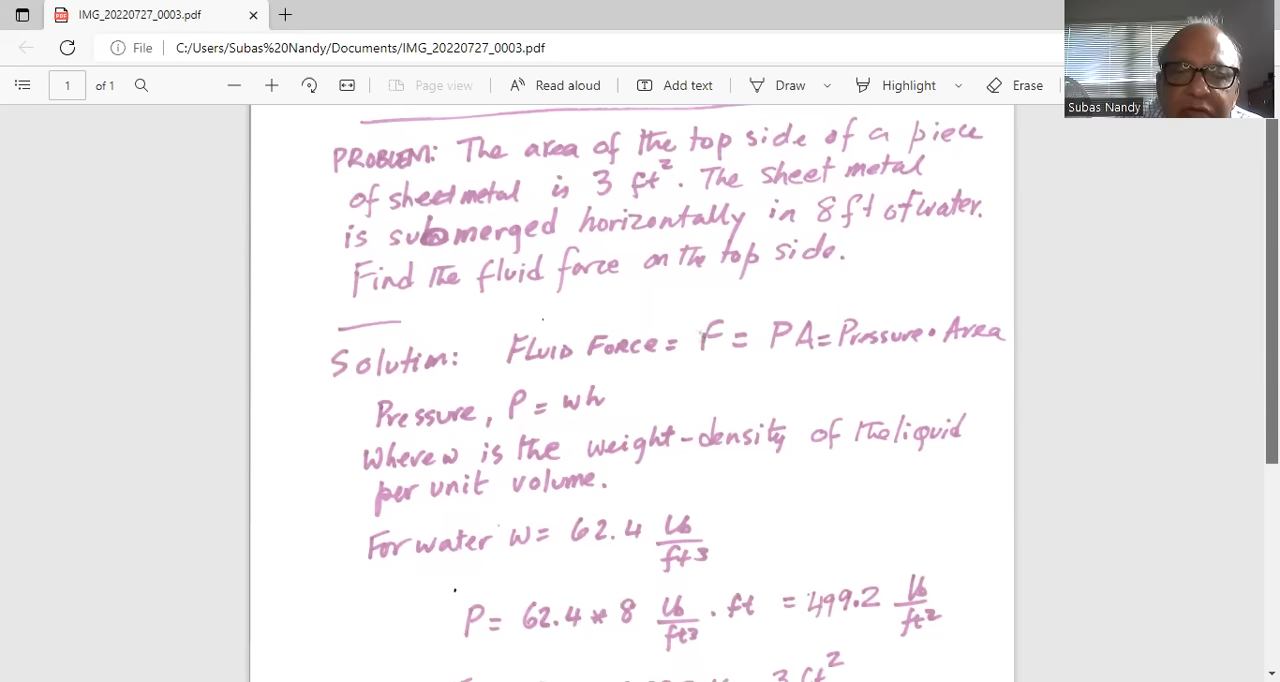 IMG_20220727_0003.pdf
File
C:/Users/Subas%20Nandy/Documents/IMG_20220727_0003.pdf
1 of 1
Page view
Read aloud
Add text
Draw
Highlight
Erase
Subas Nandy
PROBLEM: The area of the top side of a piece
of sheet metal is 3 ft². The sheet metal
is submerged horizontally in 8 ft of water.
Find the fluid force on the top side.
Solution: FLUID FORCE = F = PA = Pressure · Area
Pressure, P = wh
Where w is the weight-density of the liquid
per unit volume.
For water w = 62.4 lb/ft3
P = 62.4 * 8 lb/ft3 . ft = 499.2 lb/ft2
3 ft2